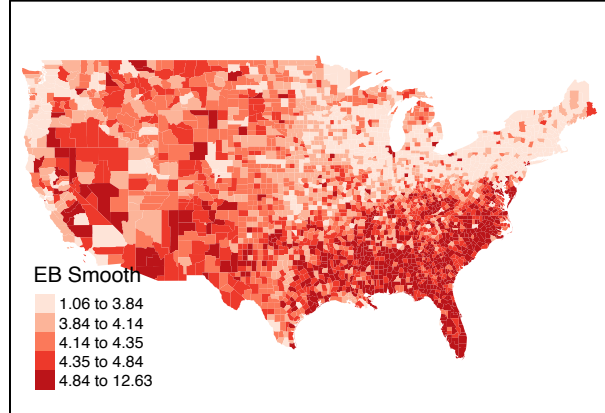 EB Smooth
1.06 to 3.84
3.84 to 4.14
4.14 to 4.35
4.35 to 4.84
4.84 to 12.63